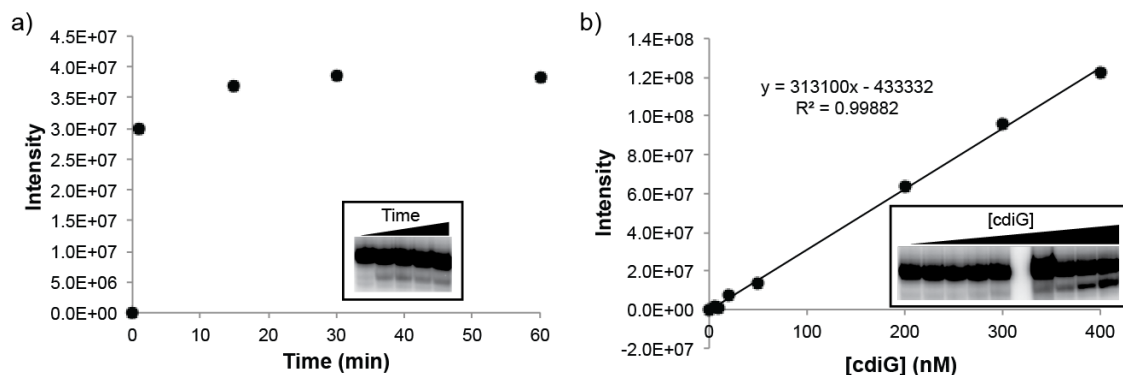 a)
Intensity
4.5E+07
4.0E+07
3.5E+07
3.0E+07
2.5E+07
2.0E+07
1.5E+07
1.0E+07
5.0E+06
0.0E+00
0 10 20 30 40 50 60
Time (min)
Time
b)
Intensity
1.4E+08
1.2E+08
1.0E+08
8.0E+07
6.0E+07
4.0E+07
2.0E+07
0.0E+00
-2.0E+07
y = 313100x - 433332
R² = 0.99882
[cdiG]
0 100 200 300 400
[cdiG] (nM)